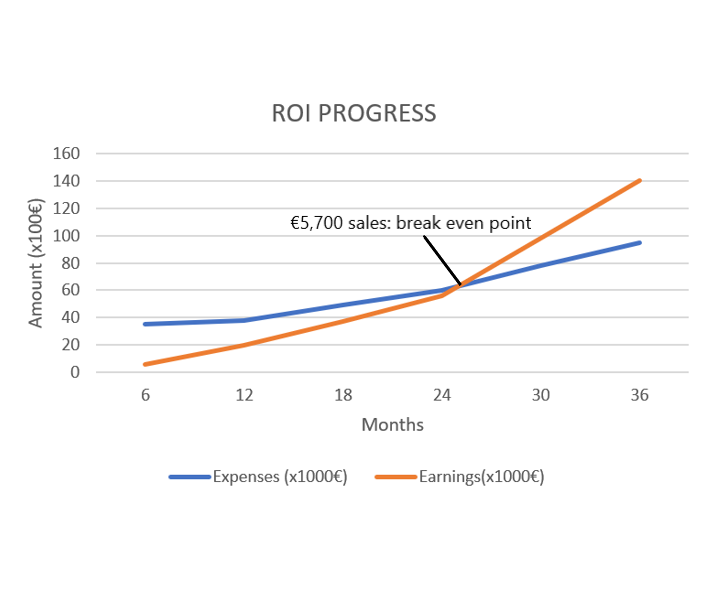 ROI PROGRESS
160
140
120
100
80
60
40
20
0
Amount (x100€)
€5,700 sales: break even point
6 12 18 24 30 36
Months
Expenses (x1000€) Earnings(x1000€)